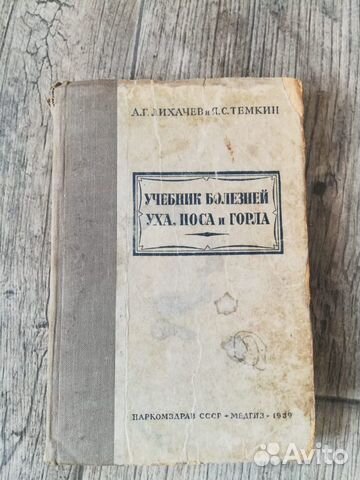 А.Г. ЛИХАЧЕВ и Я.С. ТЕМКИН
УЧЕБНИК БОЛЕЗНЕЙ
УХА, НОСА и ГОРЛА
НАРКОМЗДРАВ СССР • МЕДГИЗ • 1939
Avito